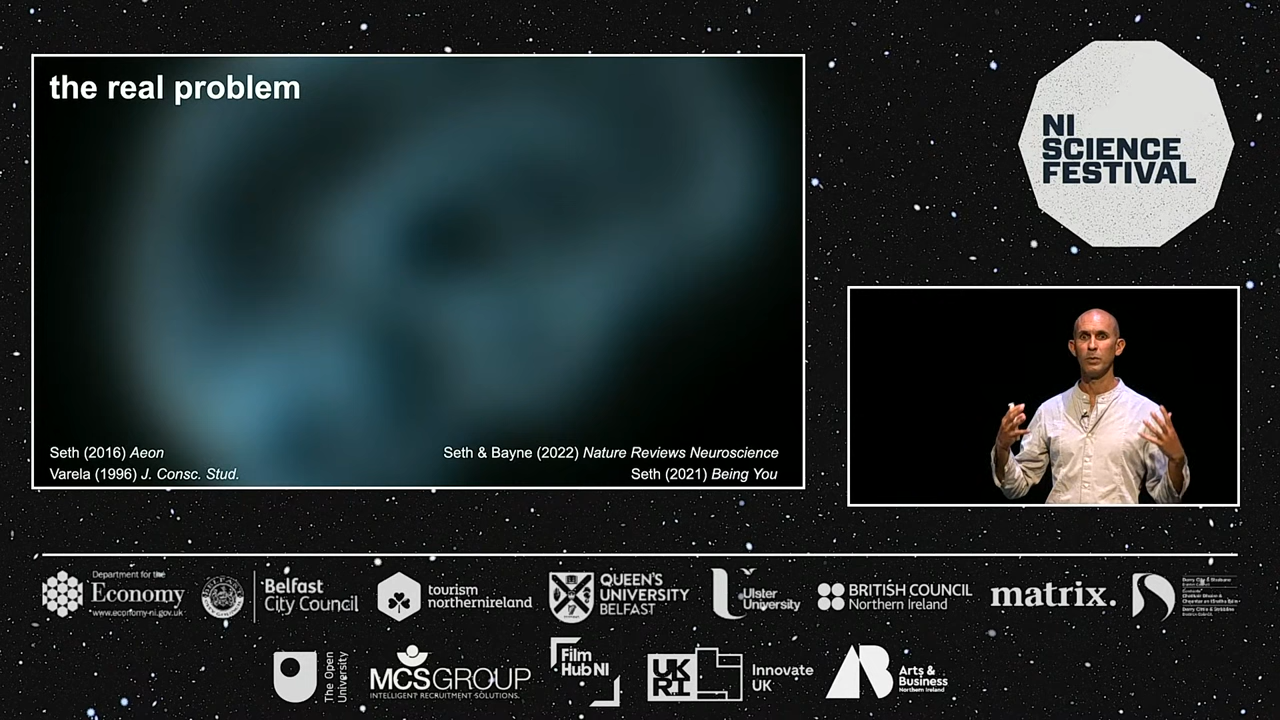 the real problem
Seth (2016) Aeon
Varela (1996) J. Consc. Stud.
Seth & Bayne (2022) Nature Reviews Neuroscience
Seth (2021) Being You
NI
SCIENCE
FESTIVAL
Department for the
Economy
www.economy-ni.gov.uk
Belfast
City Council
tourism
northernireland
QUEEN'S
UNIVERSITY
BELFAST
Ulster
University
BRITISH COUNCIL
Northern Ireland
matrix.
The Open
University
MCS GROUP
INTELLIGENT RECRUITMENT SOLUTIONS.
Film
Hub NI
UK
RI
Innovate
UK
Arts &
Business
Northern Ireland